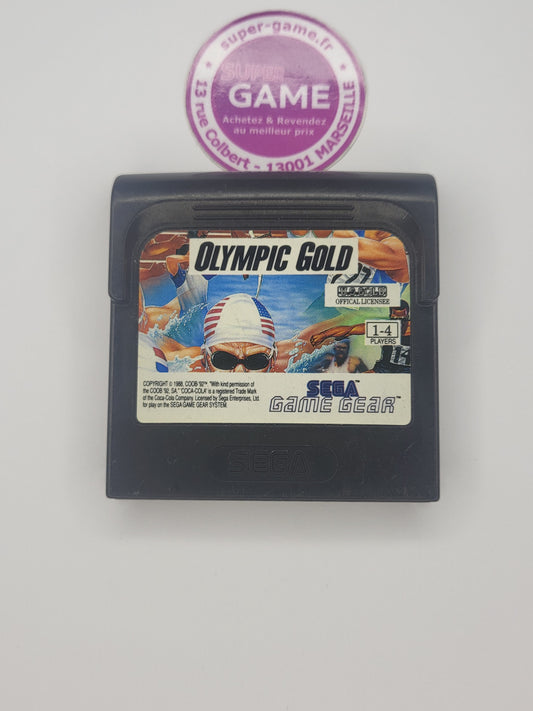 super-game.fr
SUPER
GAME
Achetez & Revendez
au meilleur prix
13 rue Colbert - 13001 MARSEILLE
OLYMPIC GOLD
OFFICIAL LICENSEE
1-4
PLAYERS
COPYRIGHT © 1988, COOB '92™. "With kind permission of
the COOB '92, SA." "COCA-COLA" is a registered Trade Mark
of the Coca-Cola Company. Licensed by Sega Enterprises, Ltd.
for play on the SEGA GAME GEAR SYSTEM.
SEGA
GAME GEAR™
SEGA